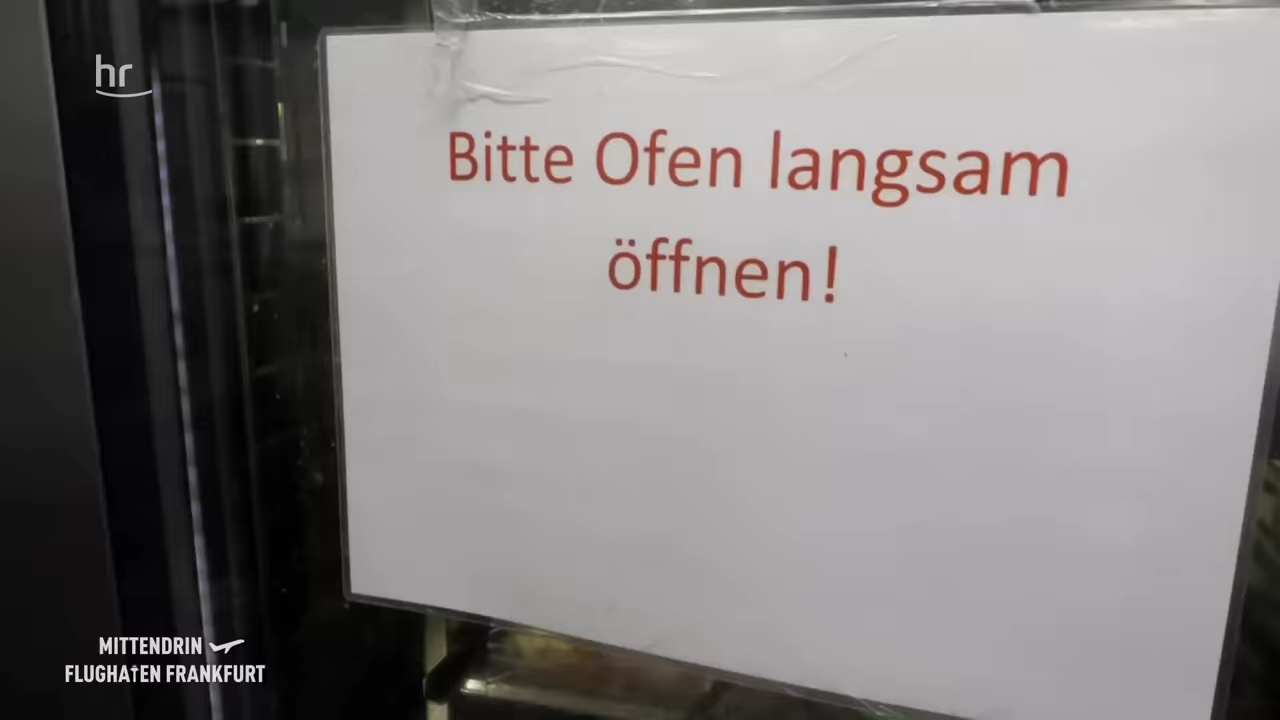 hr
Bitte Ofen langsam
öffnen!
MITTENDRIN
FLUGHAFEN FRANKFURT